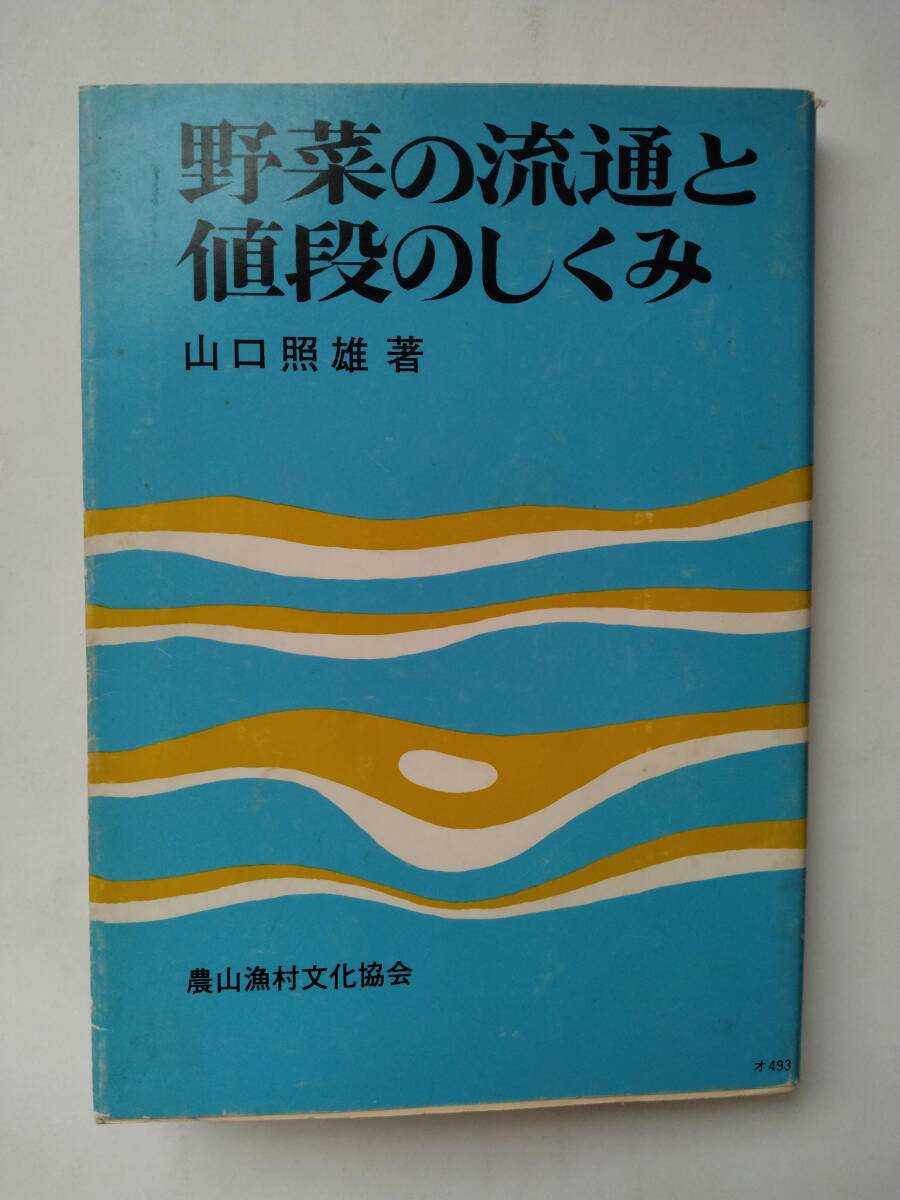 野菜の流通と
値段のしくみ
山口照雄著
農山漁村文化協会
オ493